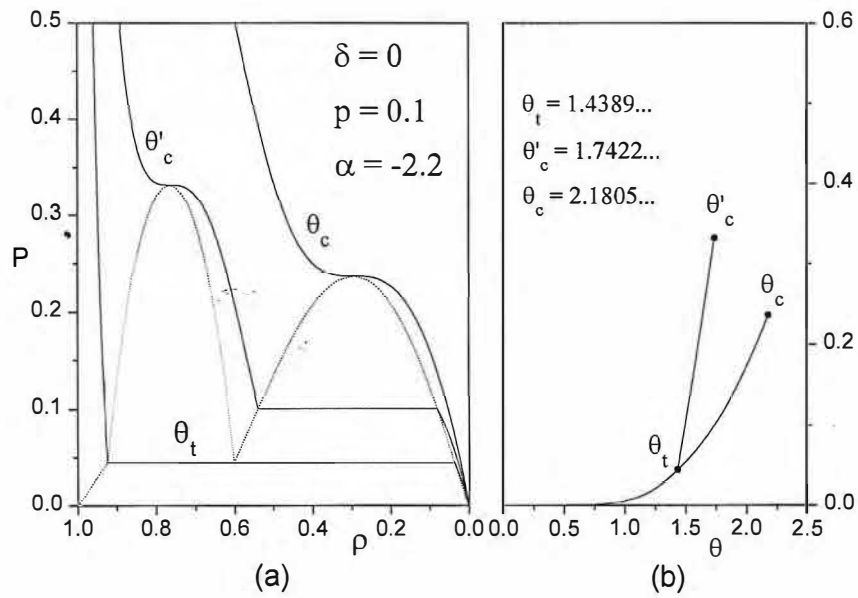 0.5
0.4
0.3
0.2
0.1
0.0
P
δ = 0
p = 0.1
α = -2.2
θ'c
θc
θt
1.0 0.8 0.6 0.4 0.2 0.0
ρ
(a)
0.6
0.4
0.2
0.0
θt = 1.4389...
θ'c = 1.7422...
θc = 2.1805...
θ'c
θc
θt
0.0 0.5 1.0 1.5 2.0 2.5
θ
(b)